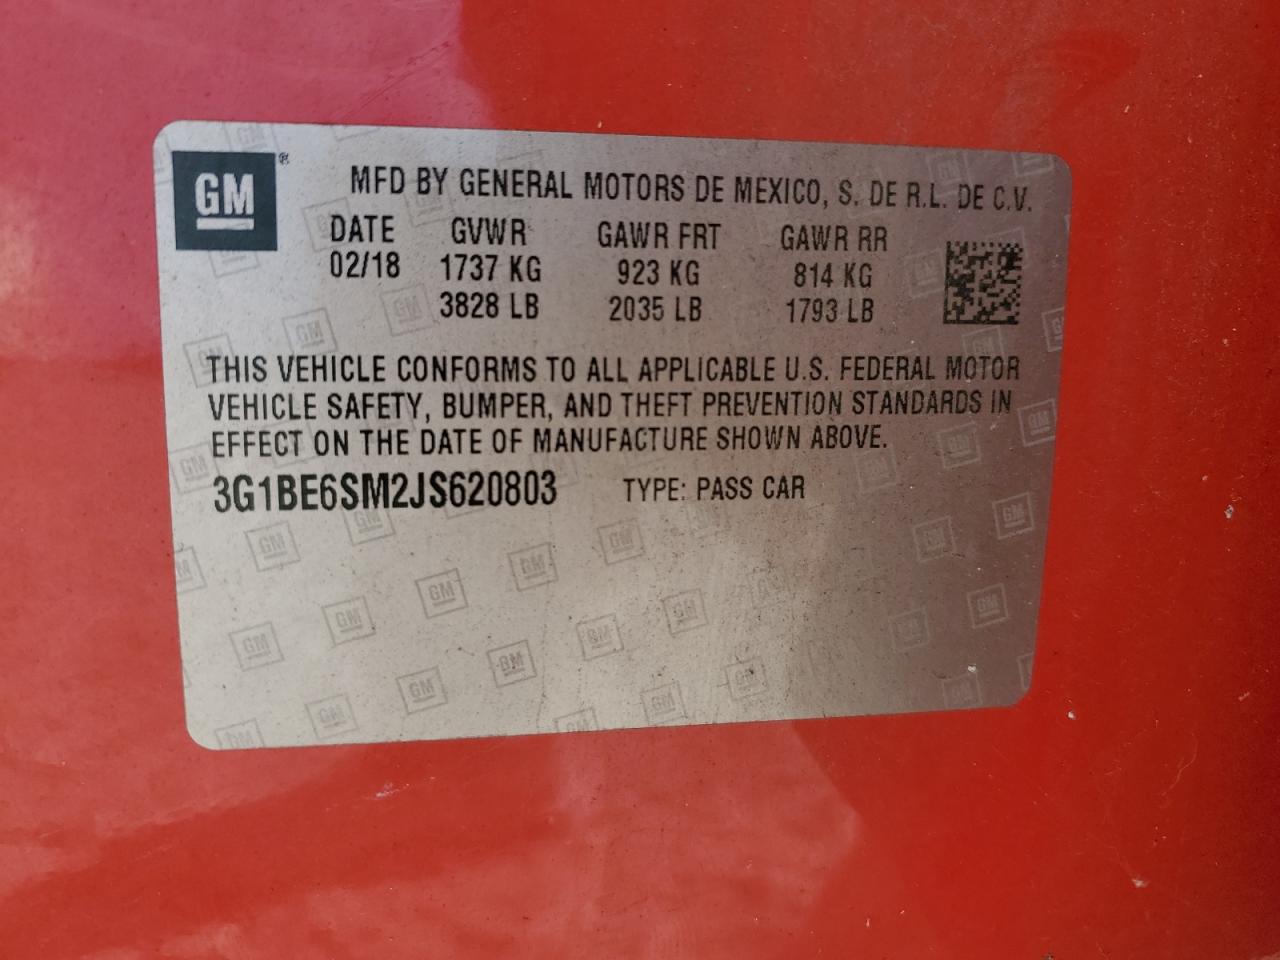 GM ®
MFD BY GENERAL MOTORS DE MEXICO, S. DE R.L. DE C.V.
DATE GVWR GAWR FRT GAWR RR
02/18 1737 KG 923 KG 814 KG
3828 LB 2035 LB 1793 LB
THIS VEHICLE CONFORMS TO ALL APPLICABLE U.S. FEDERAL MOTOR
VEHICLE SAFETY, BUMPER, AND THEFT PREVENTION STANDARDS IN
EFFECT ON THE DATE OF MANUFACTURE SHOWN ABOVE.
3G1BE6SM2JS620803 TYPE: PASS CAR